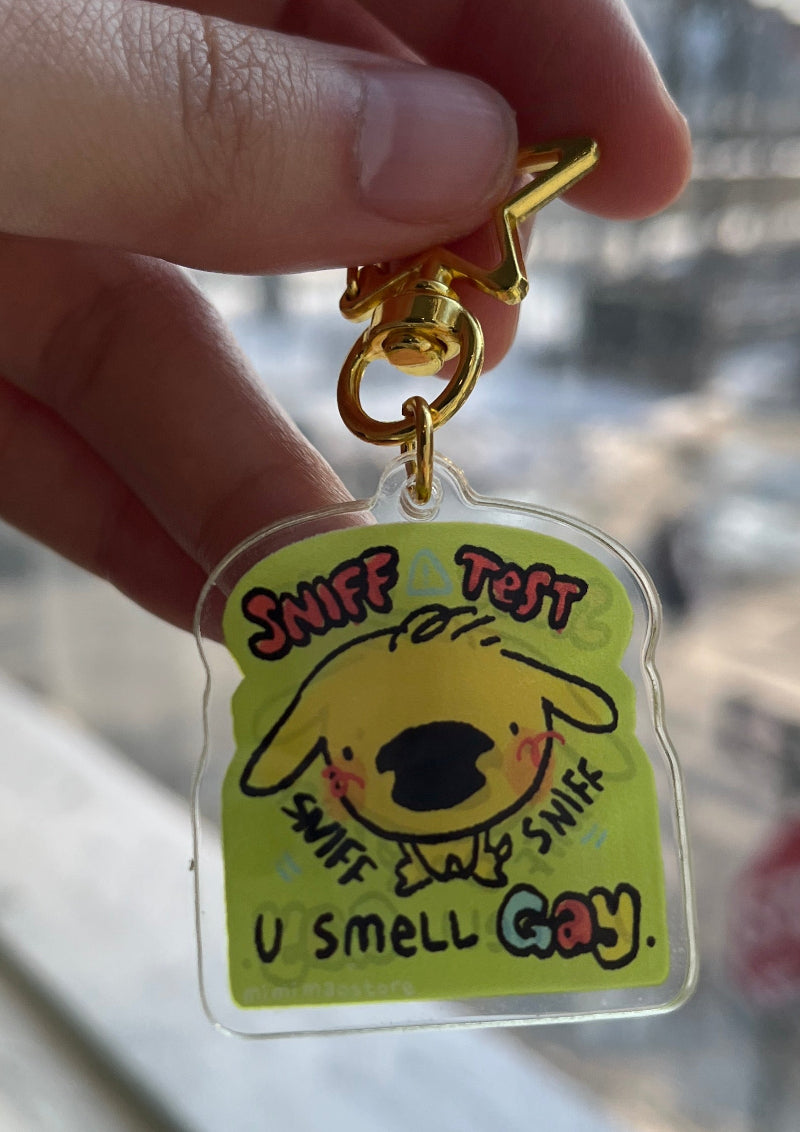 SNIFF ⚠ TEST
SNIFF
SNIFF
U SMELL GAY.
mimimaostore